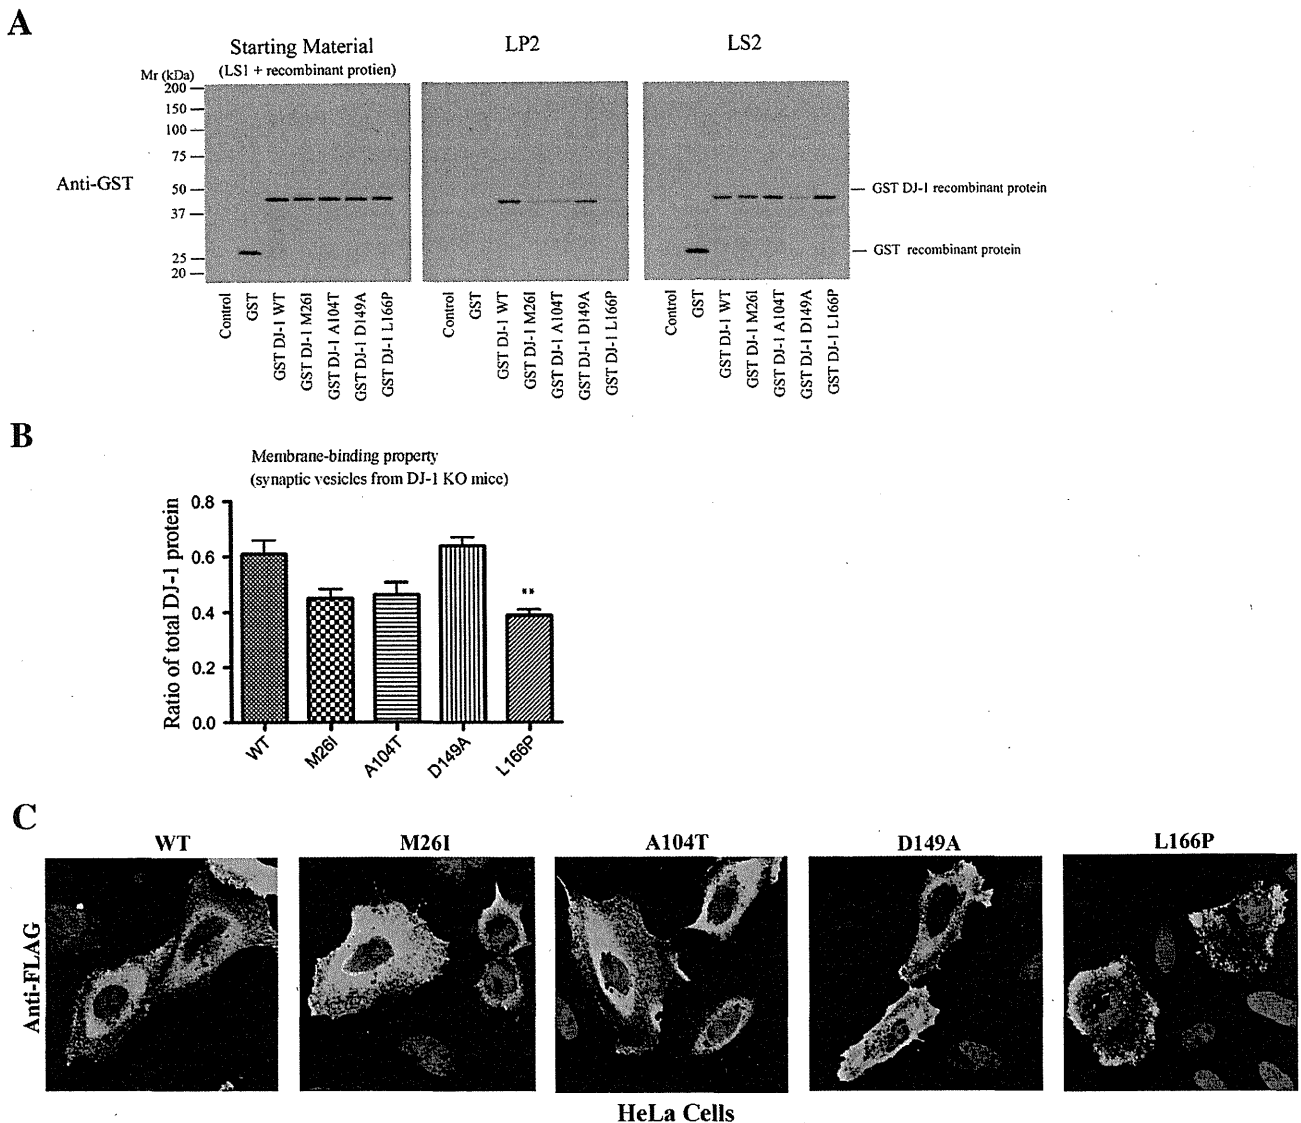 A
Starting Material
(LS1 + recombinant protien)
LP2
LS2
Mr (kDa)
200
150
100
75
50
37
25
20
Anti-GST
GST DJ-1 recombinant protein
GST recombinant protein
Control
GST
GST DJ-1 WT
GST DJ-1 M26I
GST DJ-1 A104T
GST DJ-1 D149A
GST DJ-1 L166P
Control
GST
GST DJ-1 WT
GST DJ-1 M26I
GST DJ-1 A104T
GST DJ-1 D149A
GST DJ-1 L166P
Control
GST
GST DJ-1 WT
GST DJ-1 M26I
GST DJ-1 A104T
GST DJ-1 D149A
GST DJ-1 L166P
B
Membrane-binding property
(synaptic vesicles from DJ-1 KO mice)
Ratio of total DJ-1 protein
0.8
0.6
0.4
0.2
0.0
**
WT
M26I
A104T
D149A
L166P
C
WT
M26I
A104T
D149A
L166P
Anti-FLAG
HeLa Cells